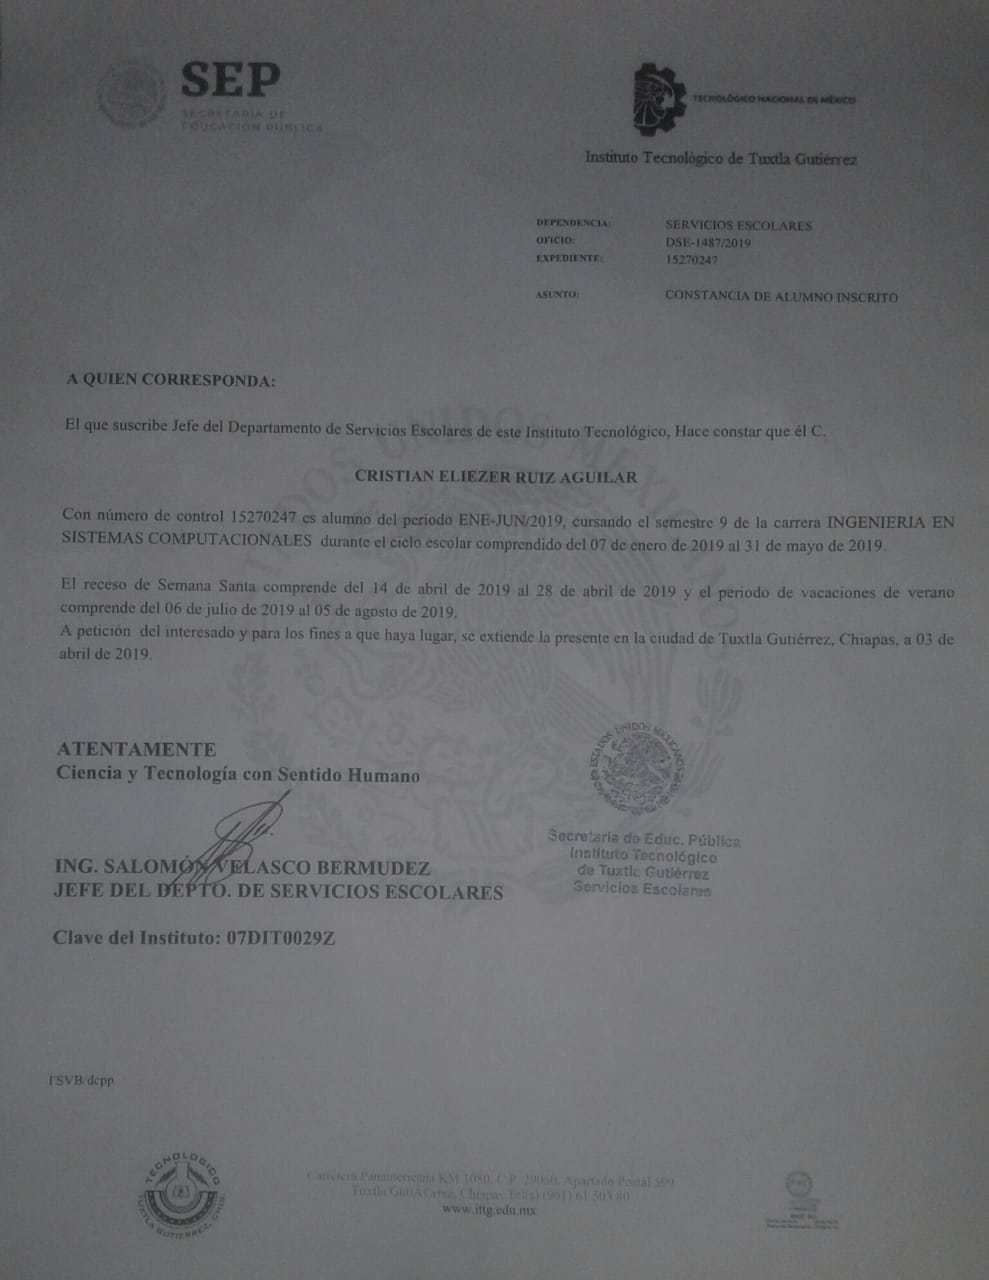 SEP
SECRETARÍA DE
EDUCACIÓN PÚBLICA
TECNOLÓGICO NACIONAL DE MÉXICO
Instituto Tecnológico de Tuxtla Gutiérrez
DEPENDENCIA: SERVICIOS ESCOLARES
OFICIO: DSE-1487/2019
EXPEDIENTE: 15270247
ASUNTO: CONSTANCIA DE ALUMNO INSCRITO
A QUIEN CORRESPONDA:
El que suscribe Jefe del Departamento de Servicios Escolares de este Instituto Tecnológico, Hace constar que él C.
CRISTIAN ELIEZER RUIZ AGUILAR
Con número de control 15270247 es alumno del periodo ENE-JUN/2019, cursando el semestre 9 de la carrera INGENIERIA EN
SISTEMAS COMPUTACIONALES durante el ciclo escolar comprendido del 07 de enero de 2019 al 31 de mayo de 2019.
El receso de Semana Santa comprende del 14 de abril de 2019 al 28 de abril de 2019 y el periodo de vacaciones de verano
comprende del 06 de julio de 2019 al 05 de agosto de 2019.
A petición del interesado y para los fines a que haya lugar, se extiende la presente en la ciudad de Tuxtla Gutiérrez, Chiapas, a 03 de
abril de 2019.
ATENTAMENTE
Ciencia y Tecnología con Sentido Humano
ESTADOS UNIDOS MEXICANOS
Secretaría de Educ. Pública
Instituto Tecnológico
de Tuxtla Gutiérrez
Servicios Escolares
ING. SALOMÓN VELASCO BERMUDEZ
JEFE DEL DEPTO. DE SERVICIOS ESCOLARES
Clave del Instituto: 07DIT0029Z
I'SVB/dcpp
TECNOLOGICO
TUXTLA GUTIERREZ, CHIS.
Carretera Panamericana KM 1080, C.P. 29050, Apartado Postal 599
Tuxtla GutiÃ©rrez, Chiapas Tel(s) (961) 61
www.ittg.edu.mx